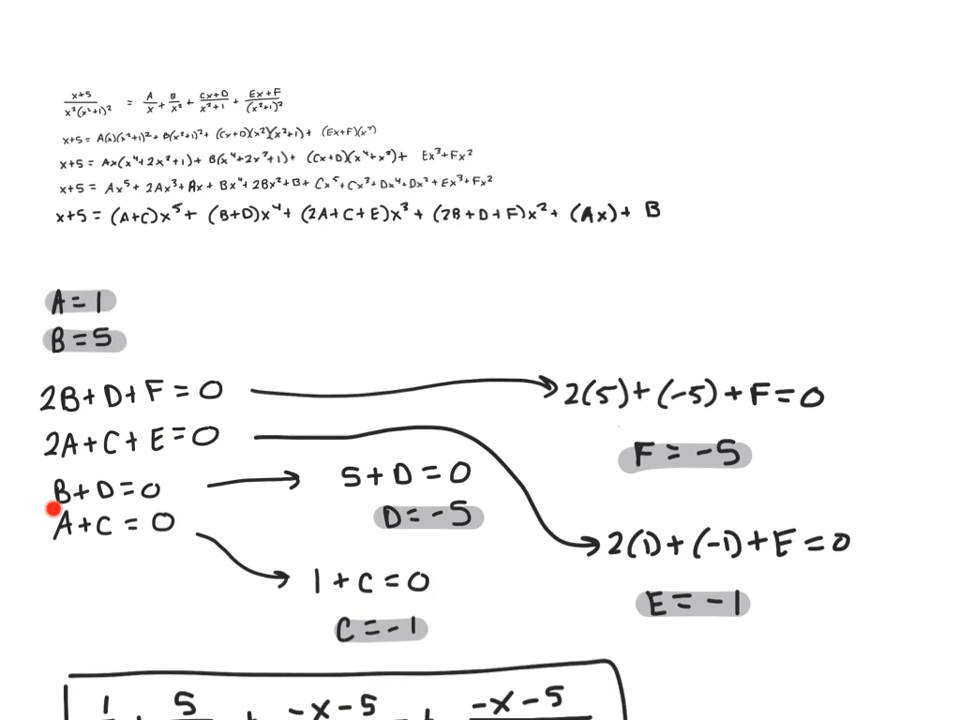 x+5/x²(x²+1)² = A/x + B/x² + Cx+D/x²+1 + Ex+F/(x²+1)²
x+5 = A(x)(x²+1)² + B(x²+1)² + (Cx+D)(x²)(x²+1) + (Ex+F)(x²)
x+5 = Ax(x⁴+2x²+1) + B(x⁴+2x²+1) + (Cx+D)(x⁴+x²) + Ex³+Fx²
x+5 = Ax⁵ + 2Ax³ + Ax + Bx⁴ + 2Bx² + B + Cx⁵ + Cx³ + Dx⁴ + Dx² + Ex³ + Fx²
x+5 = (A+C)x⁵ + (B+D)x⁴ + (2A+C+E)x³ + (2B+D+F)x² + (Ax) + B
A = 1
B = 5
2B+D+F = 0 → 2(5)+(-5)+F=0
F = -5
2A+C+E=0 → 2(1)+(-1)+E=0
E = -1
B+D=0 → 5+D=0
D = -5
A+C = 0 → 1+C=0
C = -1
1 + 5 + -x-5 + -x-5